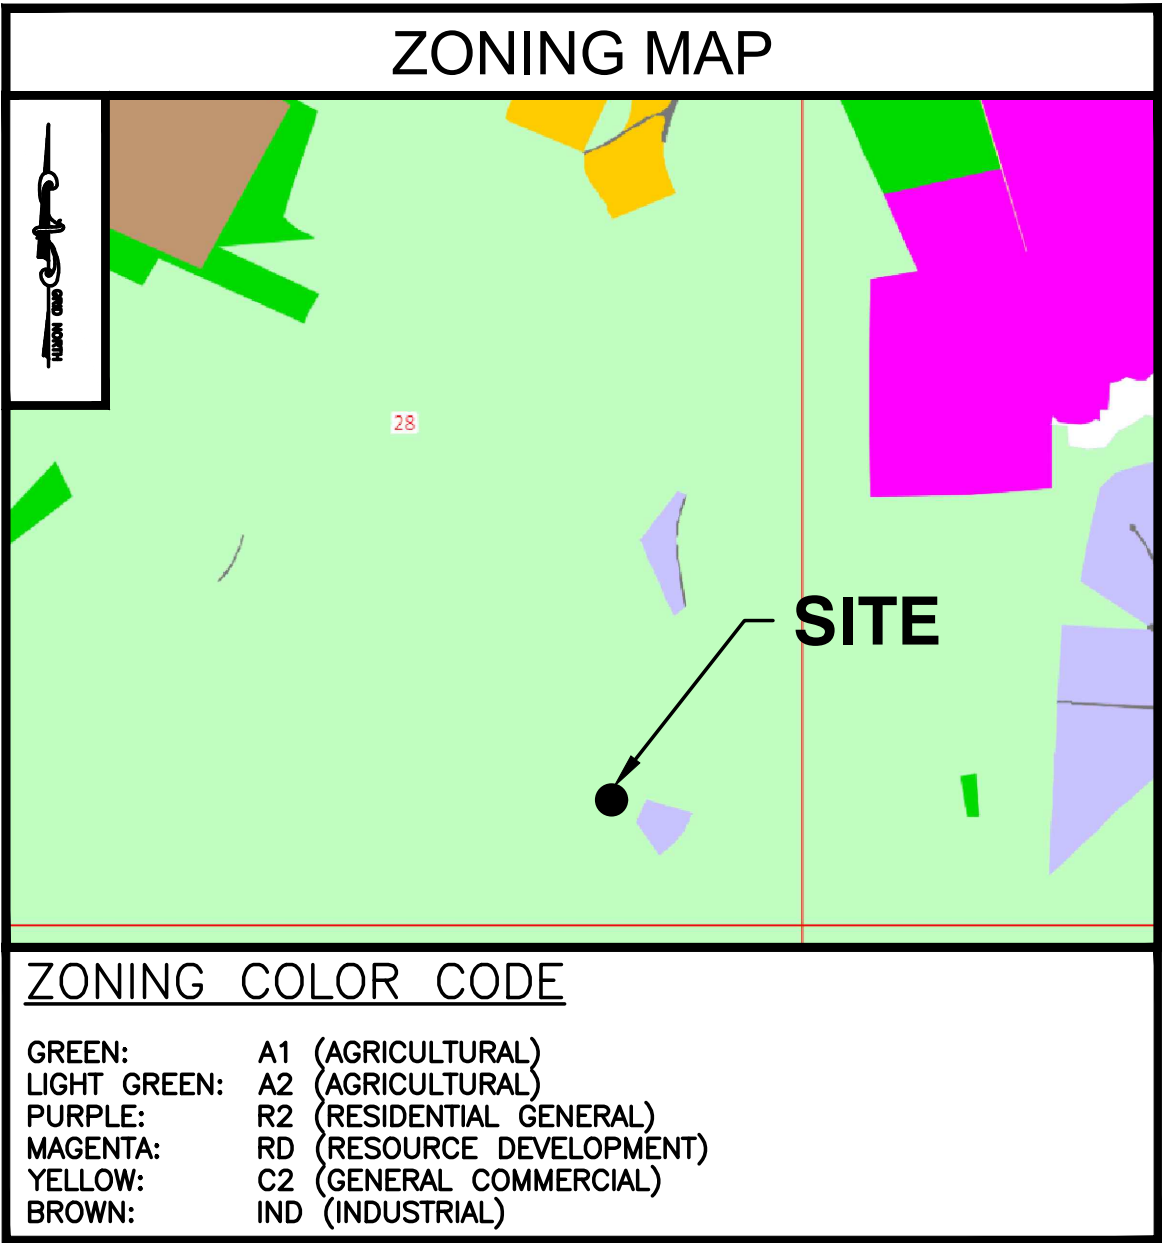 ZONING MAP
GRID NORTH
28
SITE
ZONING COLOR CODE
GREEN: A1 (AGRICULTURAL)
LIGHT GREEN: A2 (AGRICULTURAL)
PURPLE: R2 (RESIDENTIAL GENERAL)
MAGENTA: RD (RESOURCE DEVELOPMENT)
YELLOW: C2 (GENERAL COMMERCIAL)
BROWN: IND (INDUSTRIAL)